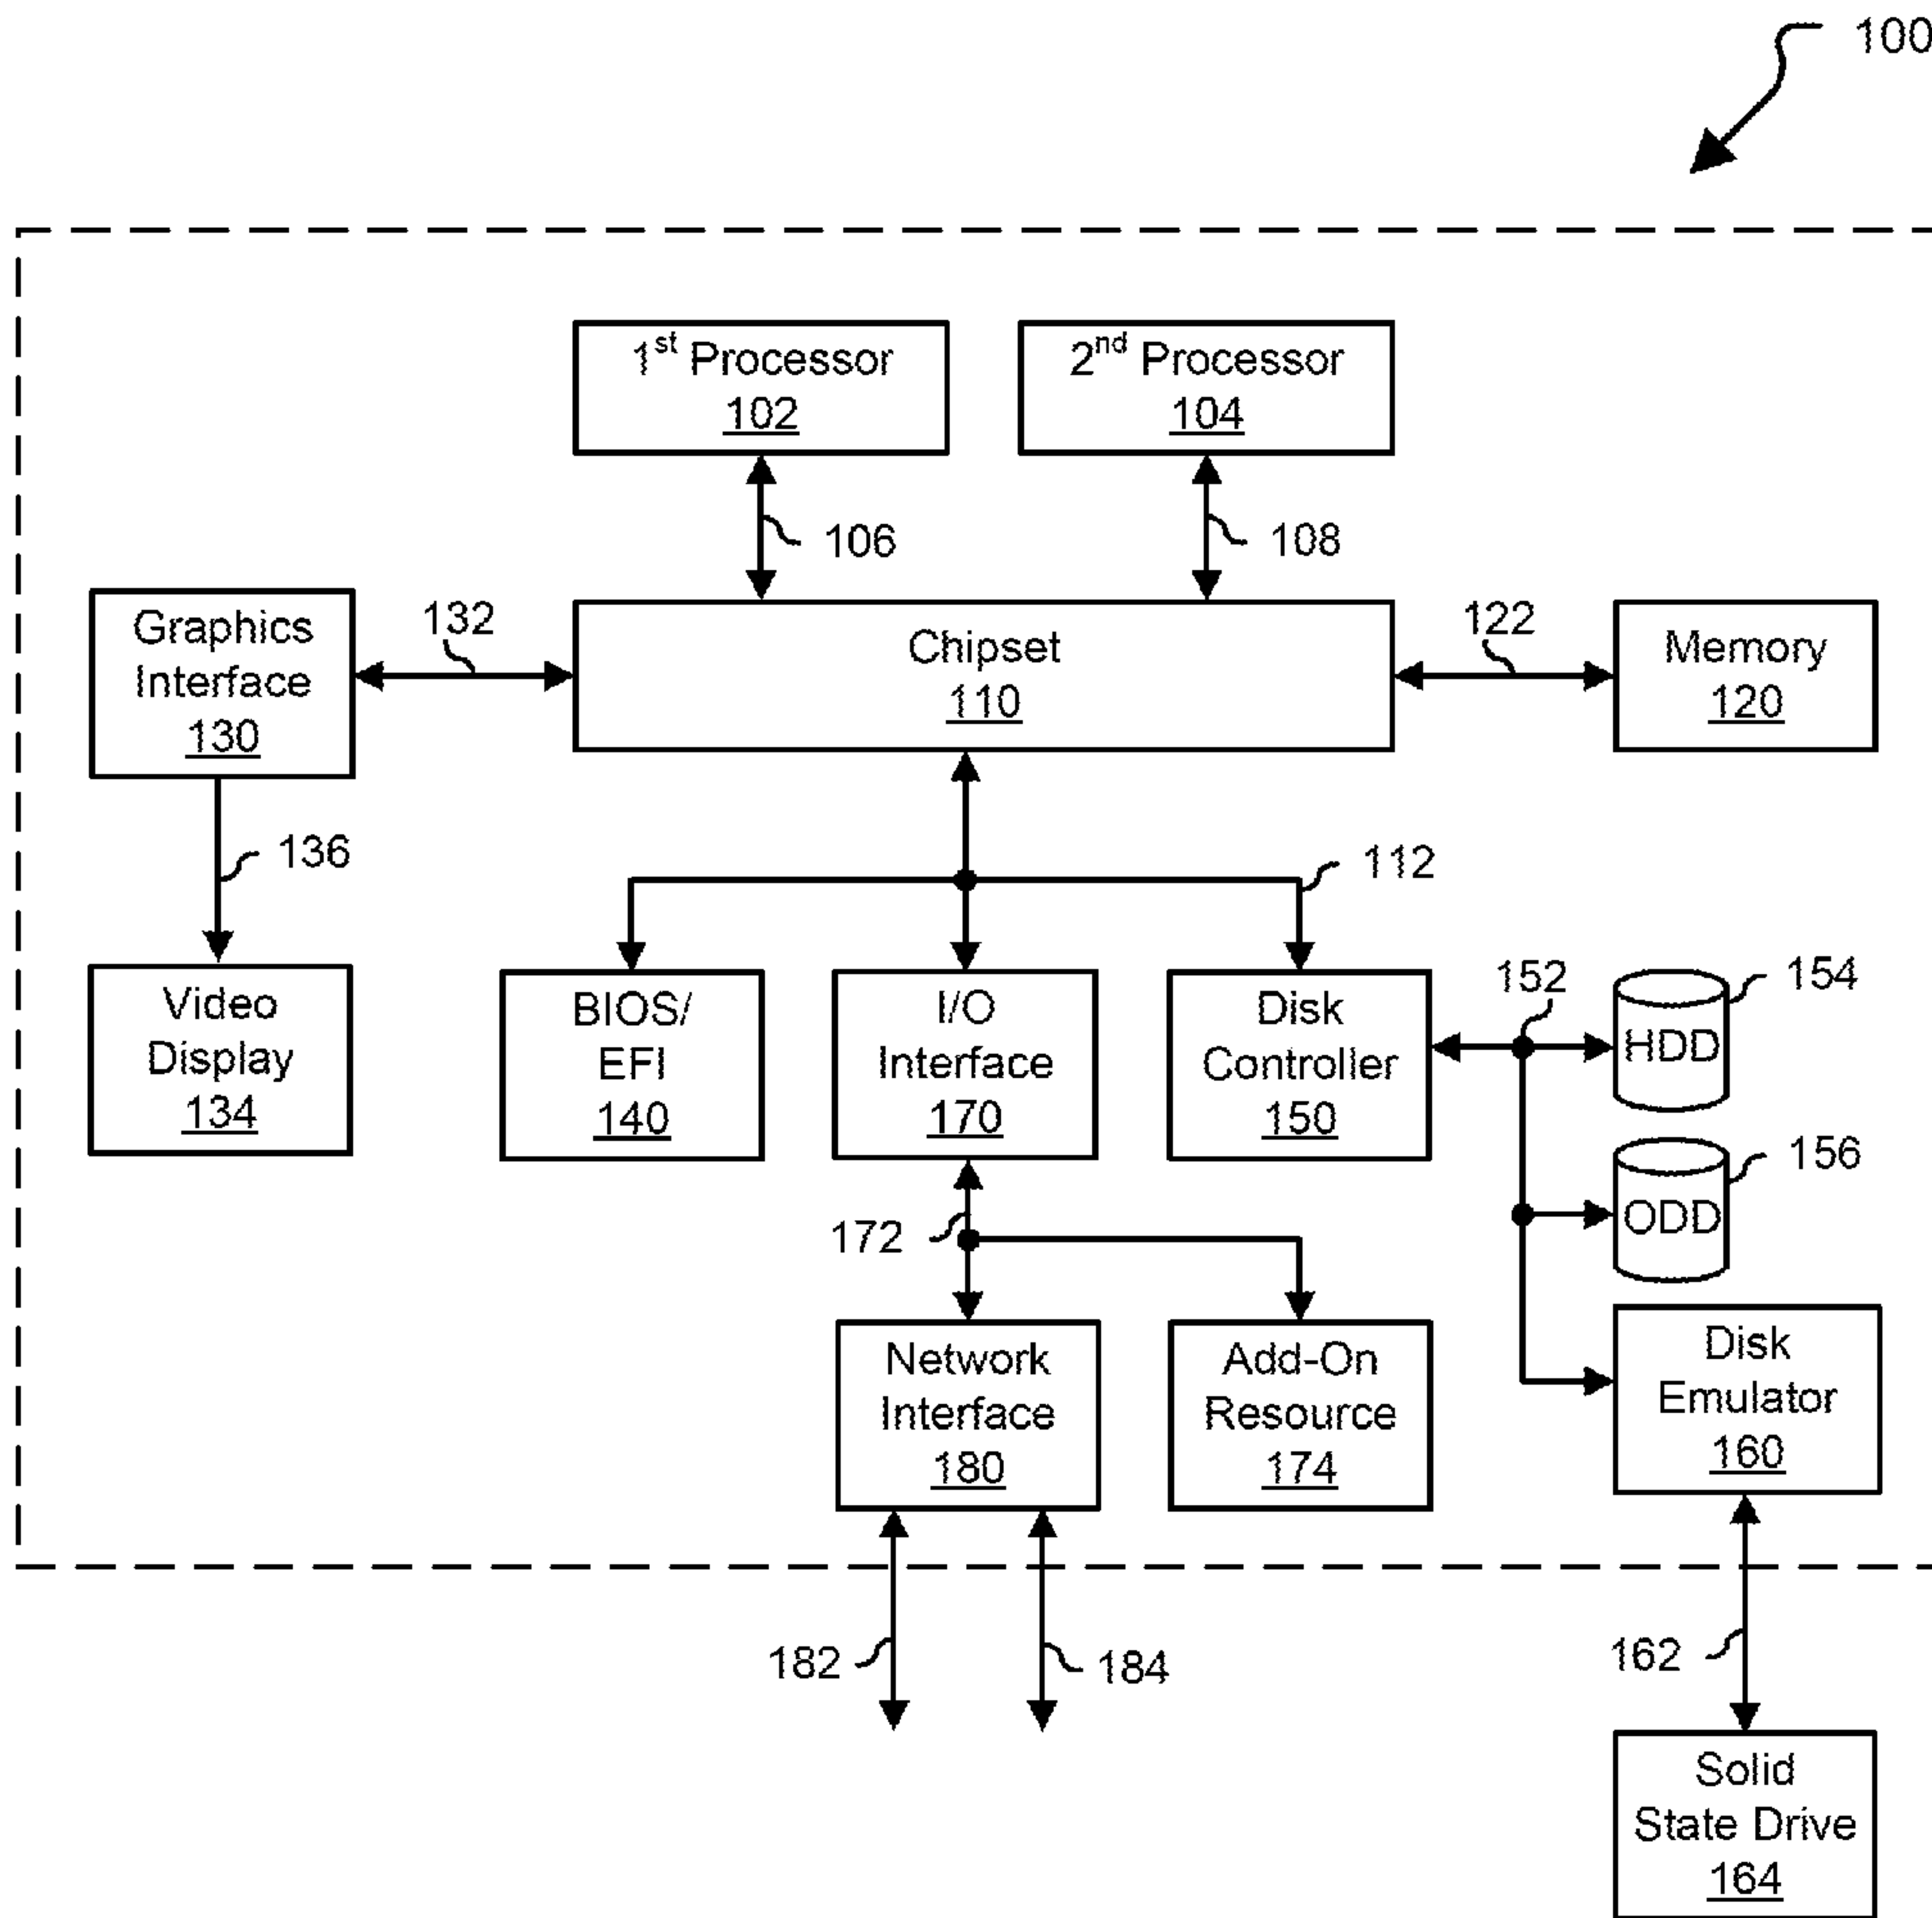 100
1st Processor
102
2nd Processor
104
106
108
Graphics
Interface
130
132
Chipset
110
122
Memory
120
136
112
Video
Display
134
BIOS/
EFI
140
I/O
Interface
170
Disk
Controller
150
152
HDD
154
ODD
156
172
Network
Interface
180
Add-On
Resource
174
Disk
Emulator
160
182
184
162
Solid
State Drive
164